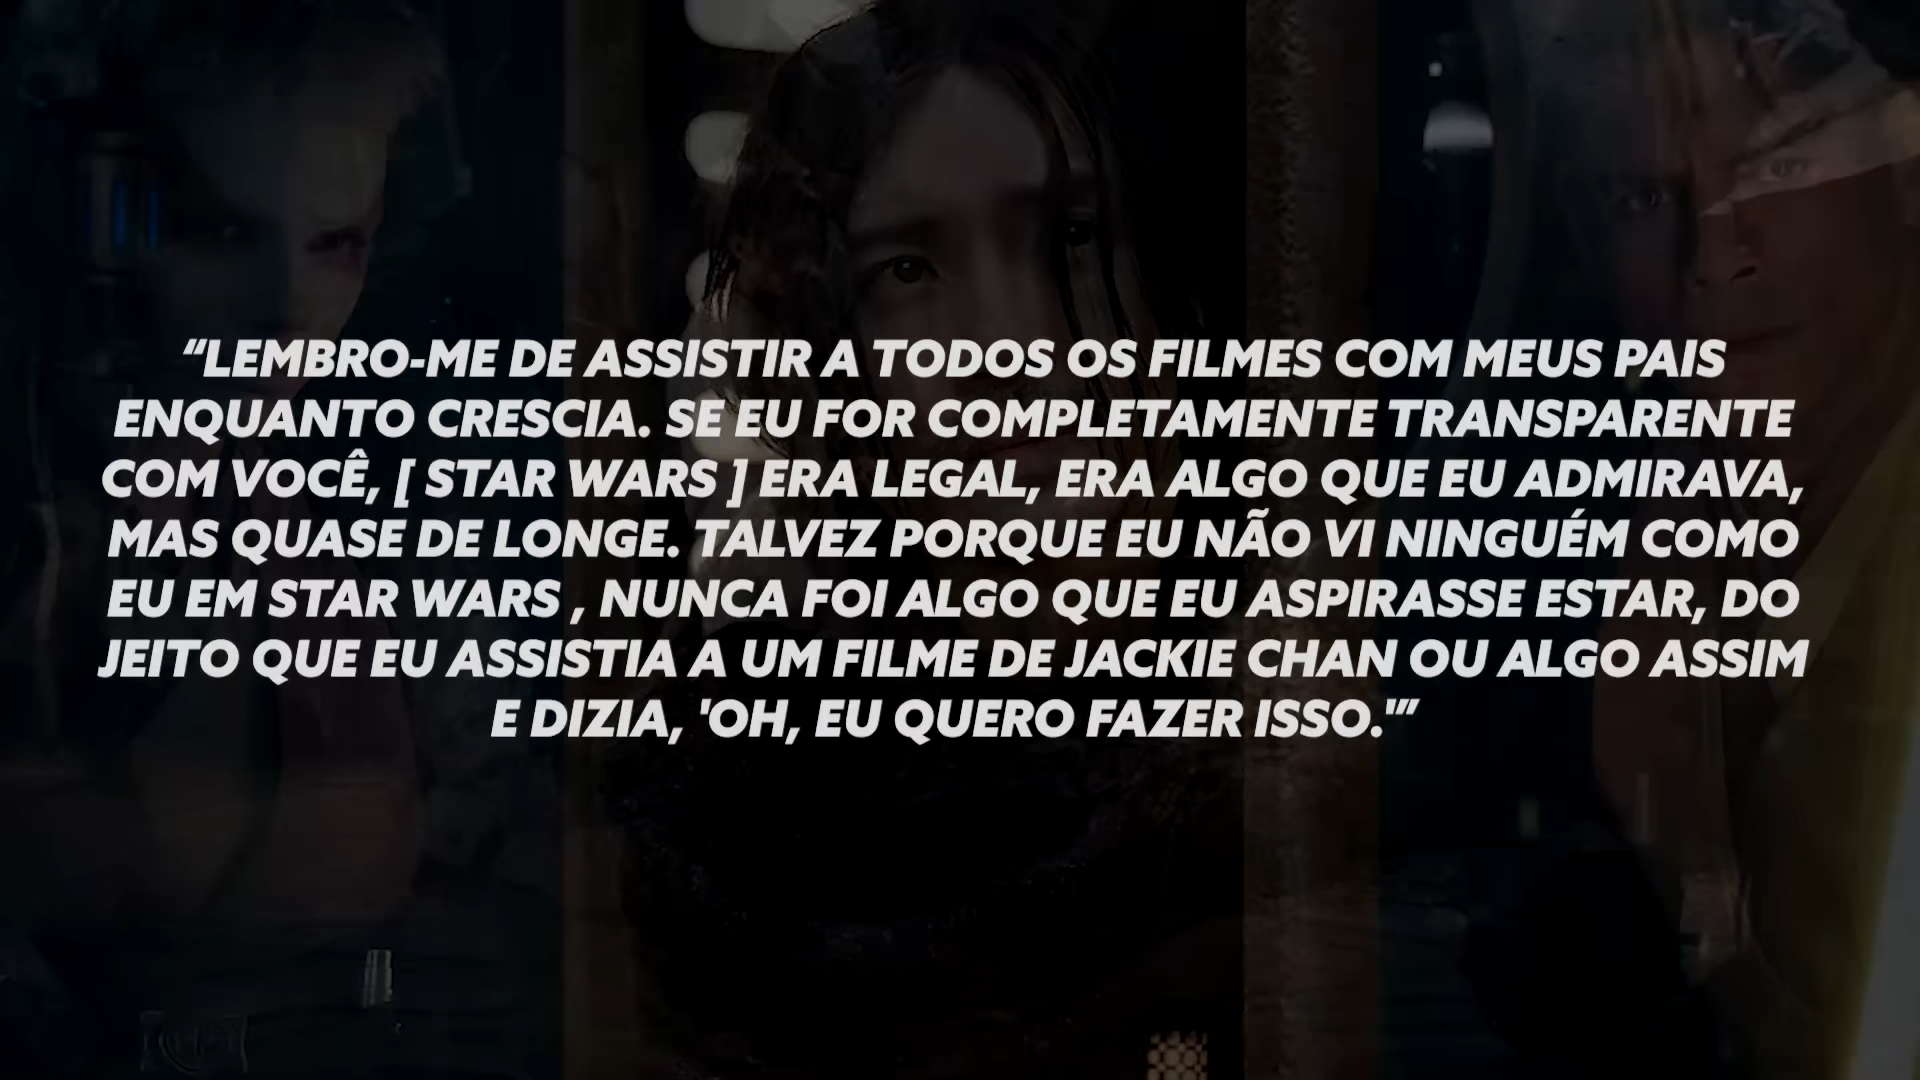 “LEMBRO-ME DE ASSISTIR A TODOS OS FILMES COM MEUS PAIS
ENQUANTO CRESCIA. SE EU FOR COMPLETAMENTE TRANSPARENTE
COM VOCÊ, [ STAR WARS ] ERA LEGAL, ERA ALGO QUE EU ADMIRAVA,
MAS QUASE DE LONGE. TALVEZ PORQUE EU NÃO VI NINGUÉM COMO
EU EM STAR WARS , NUNCA FOI ALGO QUE EU ASPIRASSE ESTAR, DO
JEITO QUE EU ASSISTIA A UM FILME DE JACKIE CHAN OU ALGO ASSIM
E DIZIA, 'OH, EU QUERO FAZER ISSO.'”